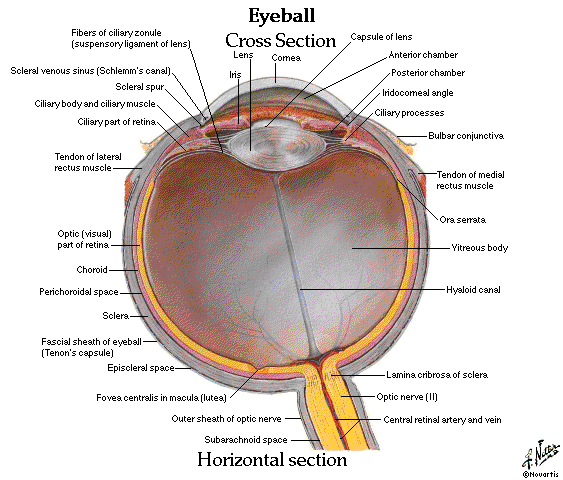 Eyeball
Cross Section
Fibers of ciliary zonule
(suspensory ligament of lens)
Lens
Cornea
Capsule of lens
Anterior chamber
Scleral venous sinus (Schlemm's canal)
Iris
Posterior chamber
Scleral spur
Iridocorneal angle
Ciliary body and ciliary muscle
Ciliary processes
Ciliary part of retina
Bulbar conjunctiva
Tendon of lateral
rectus muscle
Tendon of medial
rectus muscle
Ora serrata
Optic (visual)
part of retina
Yitreous body
Choroid
Perichoroidal space
Hyaloid canal
Sclera
Fascial sheath of eyeball
(Tenon's capsule)
Episcleral space
Lamina cribrosa of sclera
Fovea centralis in macula (lutea)
Optic nerve (II)
Outer sheath of optic nerve
Central retinal artery and vein
Subarachnoid space
Horizontal section
©Novartis